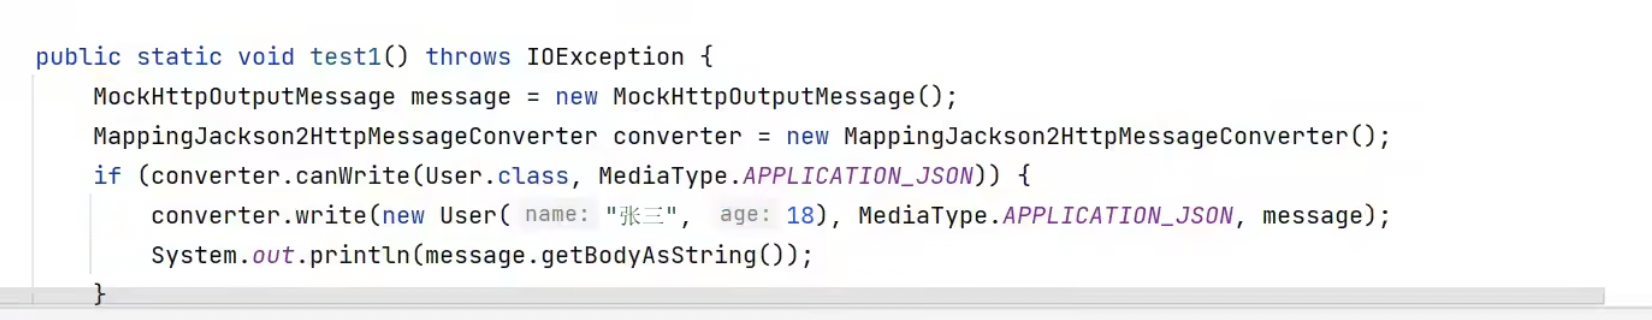 public static void test1() throws IOException {
    MockHttpOutputMessage message = new MockHttpOutputMessage();
    MappingJackson2HttpMessageConverter converter = new MappingJackson2HttpMessageConverter();
    if (converter.canWrite(User.class, MediaType.APPLICATION_JSON)) {
        converter.write(new User( name: "张三", age: 18), MediaType.APPLICATION_JSON, message);
        System.out.println(message.getBodyAsString());
    }